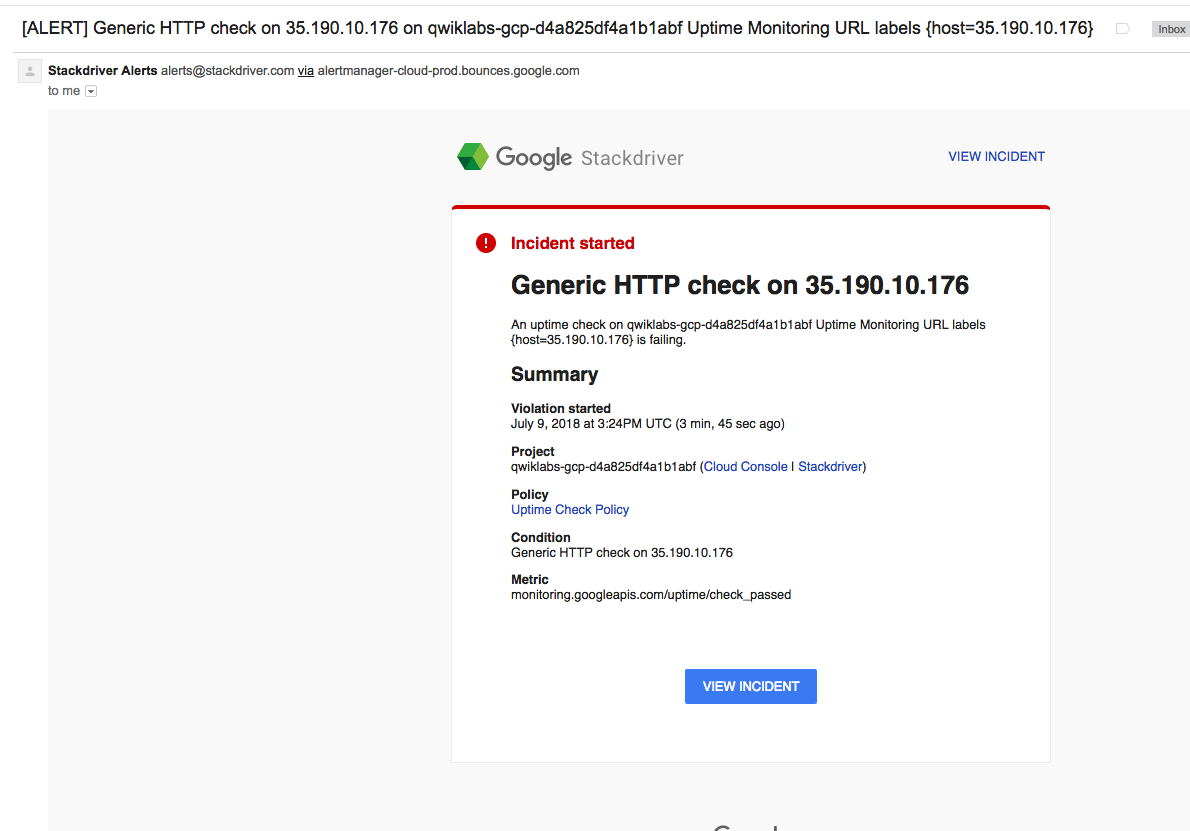 [ALERT] Generic HTTP check on 35.190.10.176 on qwiklabs-gcp-d4a825df4a1b1abf Uptime Monitoring URL labels {host=35.190.10.176}
Inbox
Stackdriver Alerts alerts@stackdriver.com via alertmanager-cloud-prod.bounces.google.com
to me
Google Stackdriver
VIEW INCIDENT
Incident started
Generic HTTP check on 35.190.10.176
An uptime check on qwiklabs-gcp-d4a825df4a1b1abf Uptime Monitoring URL labels
{host=35.190.10.176} is failing.
Summary
Violation started
July 9, 2018 at 3:24PM UTC (3 min, 45 sec ago)
Project
qwiklabs-gcp-d4a825df4a1b1abf (Cloud Console | Stackdriver)
Policy
Uptime Check Policy
Condition
Generic HTTP check on 35.190.10.176
Metric
monitoring.googleapis.com/uptime/check_passed
VIEW INCIDENT